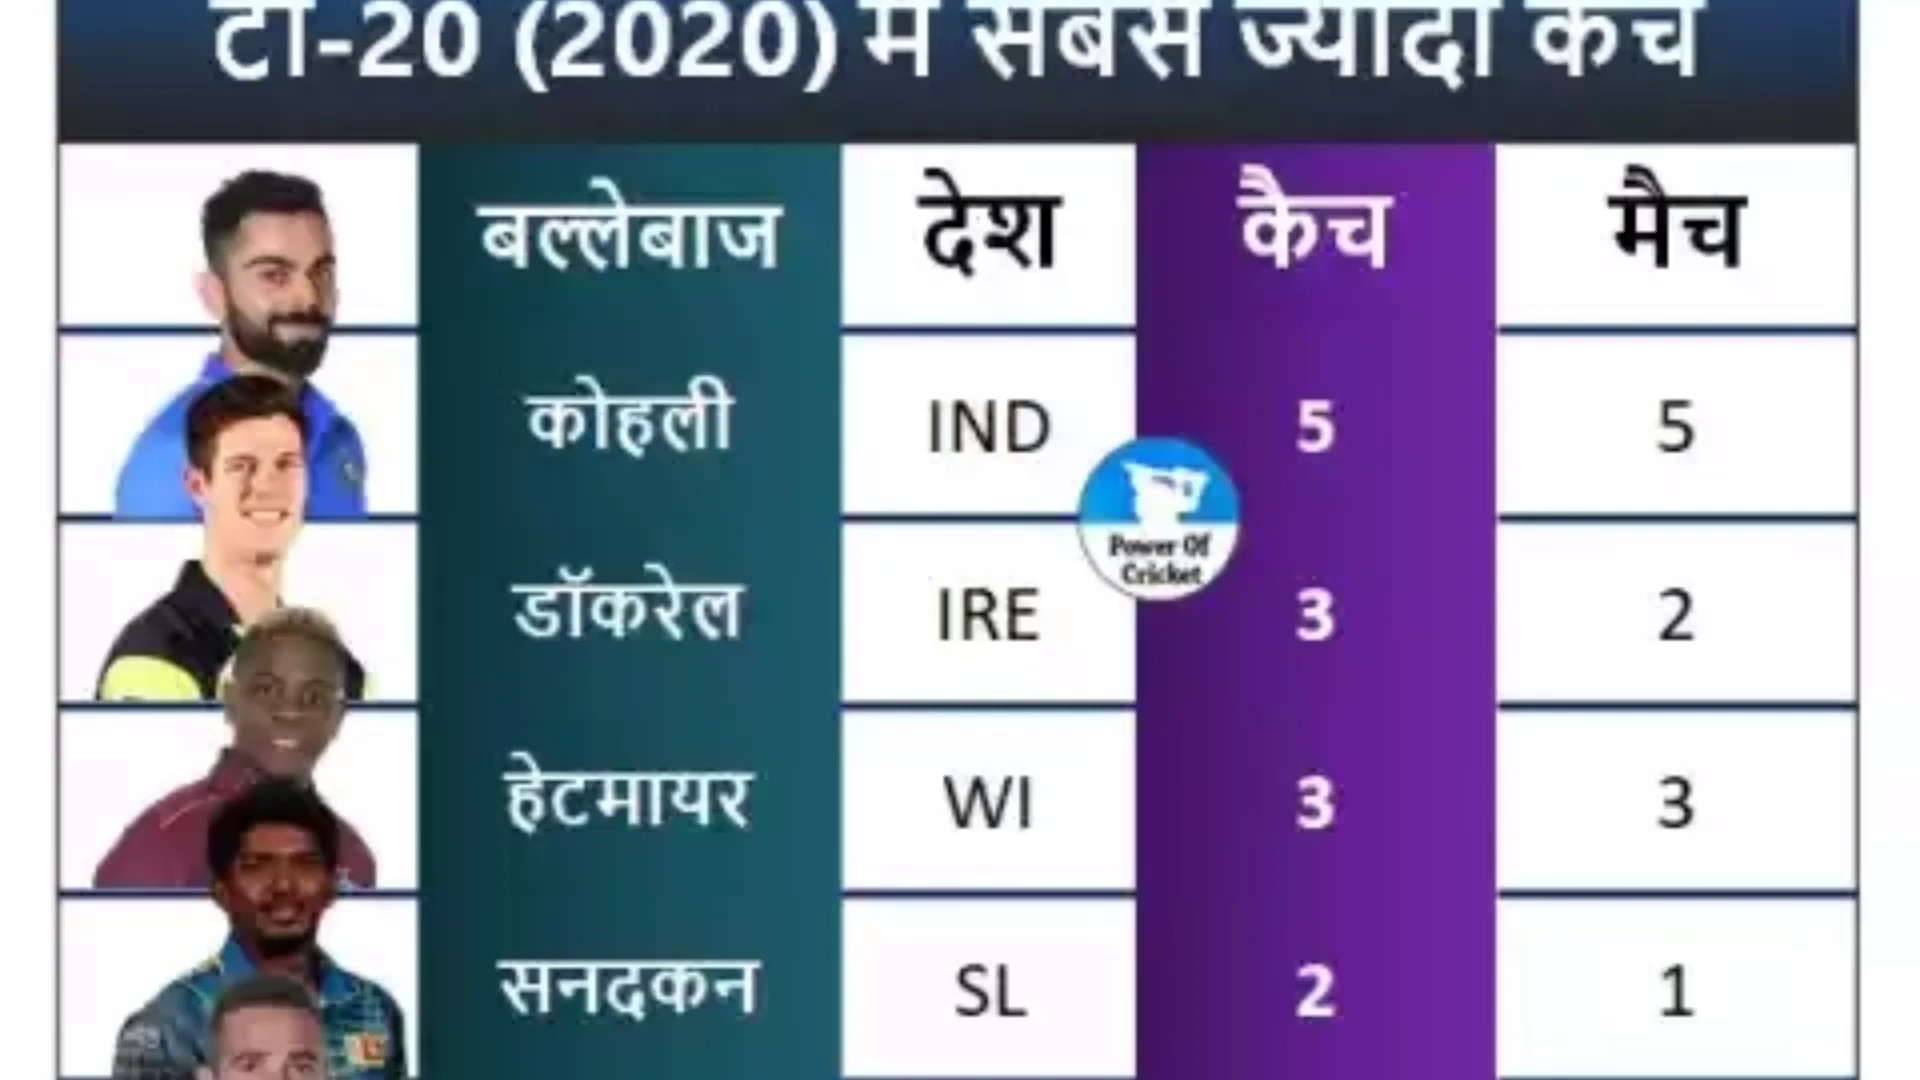 टी-20 (2020) में सबसे ज्यादा कैच
बल्लेबाज देश कैच मैच
कोहली IND 5 5
डॉकरेल IRE 3 2
हेटमायर WI 3 3
सनदकन SL 2 1
Power Of
Cricket